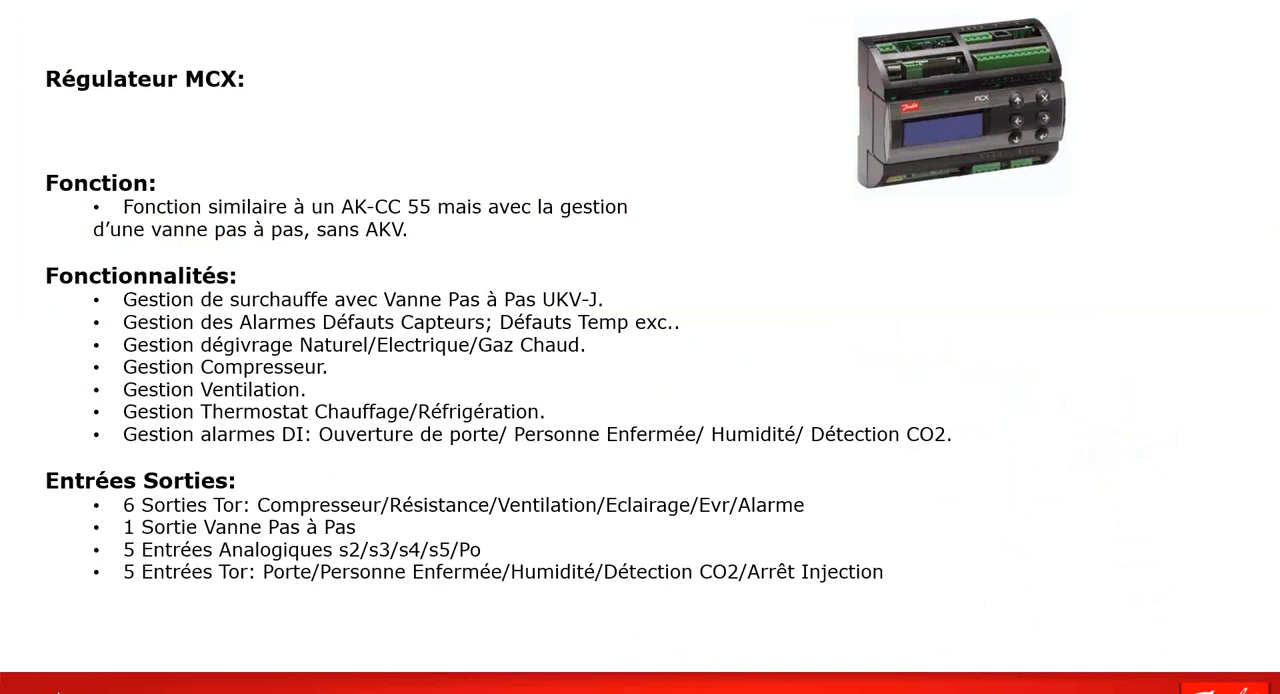 Régulateur MCX:
Danfoss
MCX
Fonction:
• Fonction similaire à un AK-CC 55 mais avec la gestion
d’une vanne pas à pas, sans AKV.
Fonctionnalités:
• Gestion de surchauffe avec Vanne Pas à Pas UKV-J.
• Gestion des Alarmes Défauts Capteurs; Défauts Temp exc..
• Gestion dégivrage Naturel/Electrique/Gaz Chaud.
• Gestion Compresseur.
• Gestion Ventilation.
• Gestion Thermostat Chauffage/Réfrigération.
• Gestion alarmes DI: Ouverture de porte/ Personne Enfermée/ Humidité/ Détection CO2.
Entrées Sorties:
• 6 Sorties Tor: Compresseur/Résistance/Ventilation/Eclairage/Evr/Alarme
• 1 Sortie Vanne Pas à Pas
• 5 Entrées Analogiques s2/s3/s4/s5/Po
• 5 Entrées Tor: Porte/Personne Enfermée/Humidité/Détection CO2/Arrêt Injection